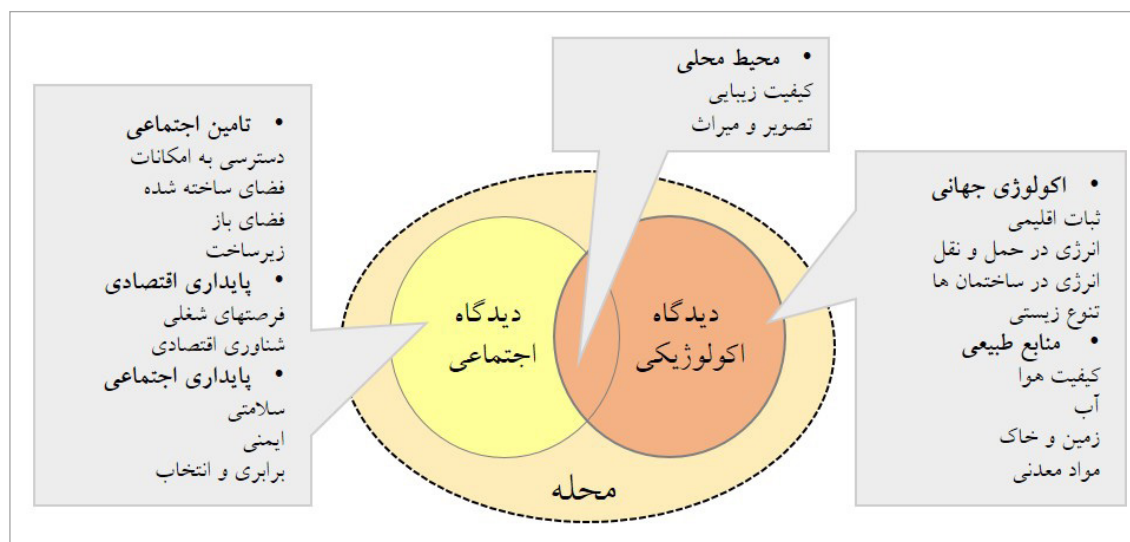 • محیط محلی
کیفیت زیبایی
تصویر و میراث
• اکولوژی جهانی
ثبات اقلیمی
انرژی در حمل و نقل
انرژی در ساختمان ها
تنوع زیستی
• منابع طبیعی
کیفیت هوا
آب
زمین و خاک
مواد معدنی
دیدگاه
اکولوژیکی
دیدگاه
اجتماعی
محله
• تامین اجتماعی
دسترسی به امکانات
فضای ساخته شده
فضای باز
زیرساخت
• پایداری اقتصادی
فرصتهای شغلی
شناوری اقتصادی
• پایداری اجتماعی
سلامتی
ایمنی
برابری و انتخاب